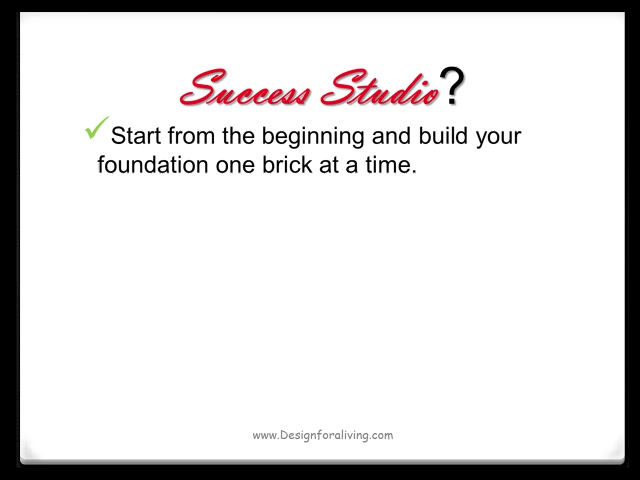 Success Studio?
✓Start from the beginning and build your
foundation one brick at a time.
www.Designforaliving.com